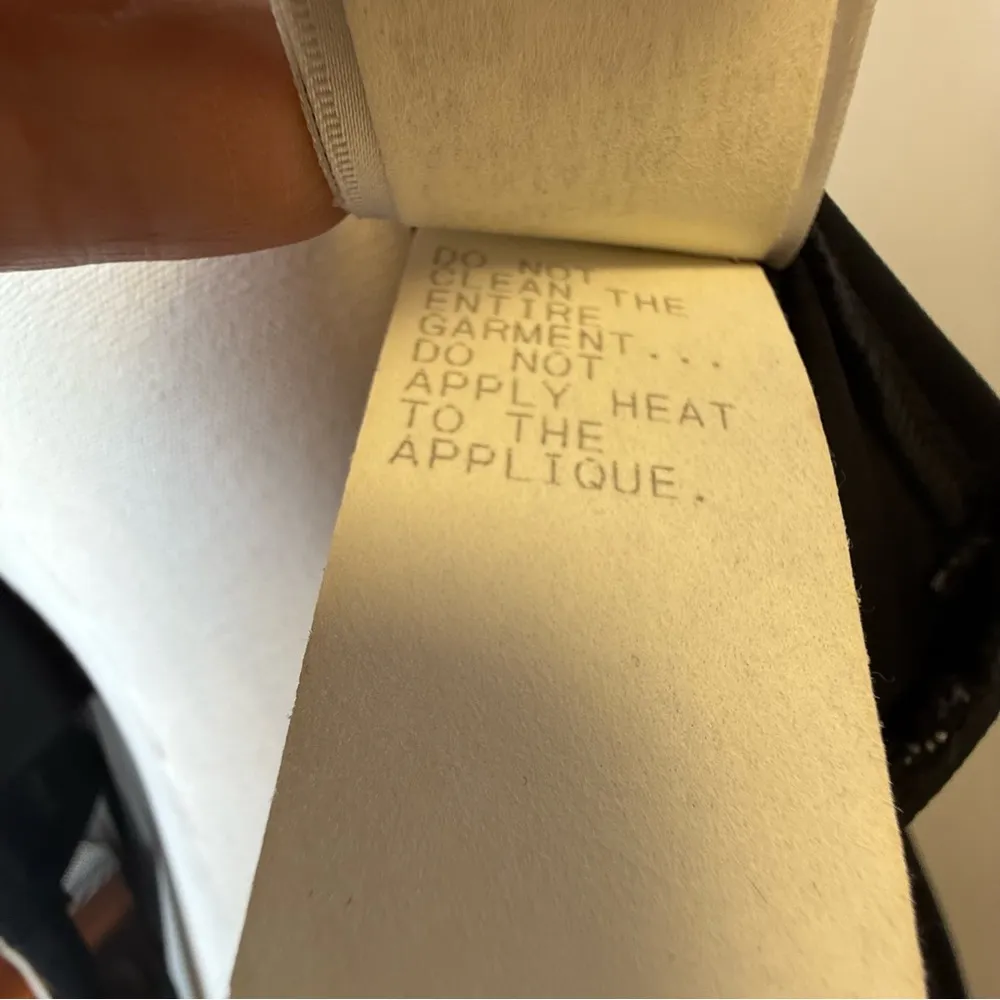 DO NOT
CLEAN THE
ENTIRE
GARMENT...
DO NOT
APPLY HEAT
TO THE
APPLIQUE.